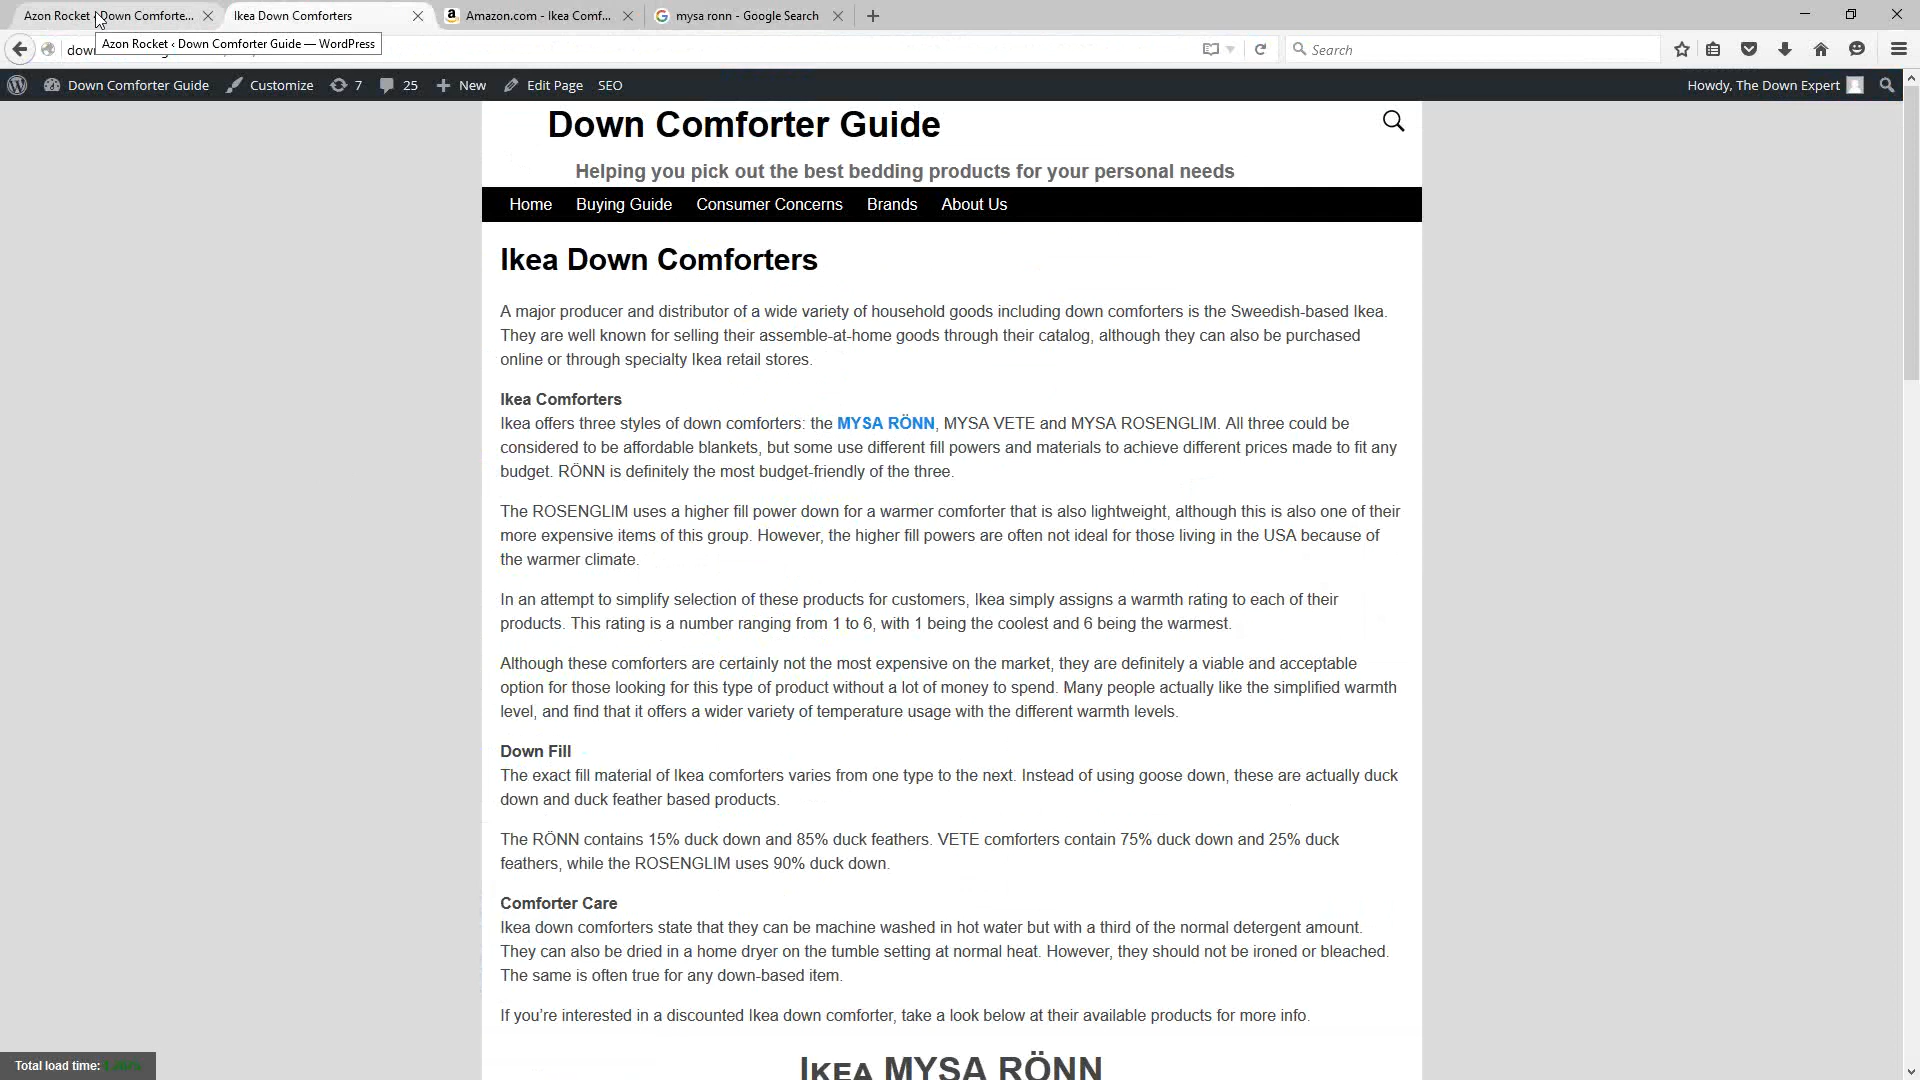 Azon Rocket ‹ Down Comforte...
Ikea Down Comforters
Amazon.com - Ikea Comf...
mysa ronn - Google Search
Azon Rocket ‹ Down Comforter Guide — WordPress
Search
Down Comforter Guide
Customize
7
25
New
Edit Page
SEO
Howdy, The Down Expert
Down Comforter Guide
Helping you pick out the best bedding products for your personal needs
Home
Buying Guide
Consumer Concerns
Brands
About Us
Ikea Down Comforters
A major producer and distributor of a wide variety of household goods including down comforters is the Swedish-based Ikea.
They are well known for selling their assemble-at-home goods through their catalog, although they can also be purchased
online or through specialty Ikea retail stores.
Ikea Comforters
Ikea offers three styles of down comforters: the MYSA RÖNN, MYSA VETE and MYSA ROSENGLIM. All three could be
considered to be affordable blankets, but some use different fill powers and materials to achieve different prices made to fit any
budget. RÖNN is definitely the most budget-friendly of the three.
The ROSENGLIM uses a higher fill power down for a warmer comforter that is also lightweight, although this is also one of their
more expensive items of this group. However, the higher fill powers are often not ideal for those living in the USA because of
the warmer climate.
In an attempt to simplify selection of these products for customers, Ikea simply assigns a warmth rating to each of their
products. This rating is a number ranging from 1 to 6, with 1 being the coolest and 6 being the warmest.
Although these comforters are certainly not the most expensive on the market, they are definitely a viable and acceptable
option for those looking for this type of product without a lot of money to spend. Many people actually like the simplified warmth
level, and find that it offers a wider variety of temperature usage with the different warmth levels.
Down Fill
The exact fill material of Ikea comforters varies from one type to the next. Instead of using goose down, these are actually duck
down and duck feather based products.
The RÖNN contains 15% duck down and 85% duck feathers. VETE comforters contain 75% duck down and 25% duck
feathers, while the ROSENGLIM uses 90% duck down.
Comforter Care
Ikea down comforters state that they can be machine washed in hot water but with a third of the normal detergent amount.
They can also be dried in a home dryer on the tumble setting at normal heat. However, they should not be ironed or bleached.
The same is often true for any down-based item.
If you're interested in a discounted Ikea down comforter, take a look below at their available products for more info.
Ikea MYSA RÖNN
Total load time: